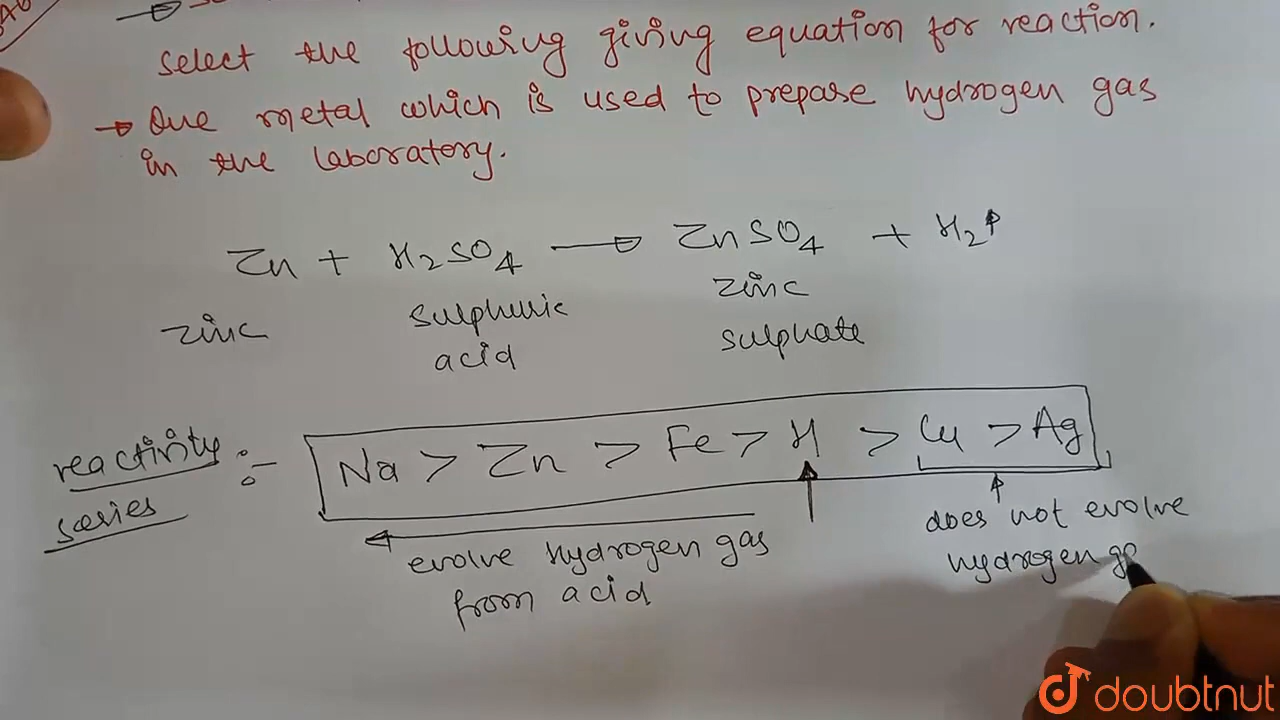 select the following giving equation for reaction.
→ One metal which is used to prepare hydrogen gas
in the laboratory.
Zn + H₂SO₄ → ZnSO₄ + H₂↑
zinc sulphuric acid zinc sulphate
reactivity series :- Na > Zn > Fe > H > Cu > Ag
evolve hydrogen gas
from acid
does not evolve
hydrogen ga
doubtnut